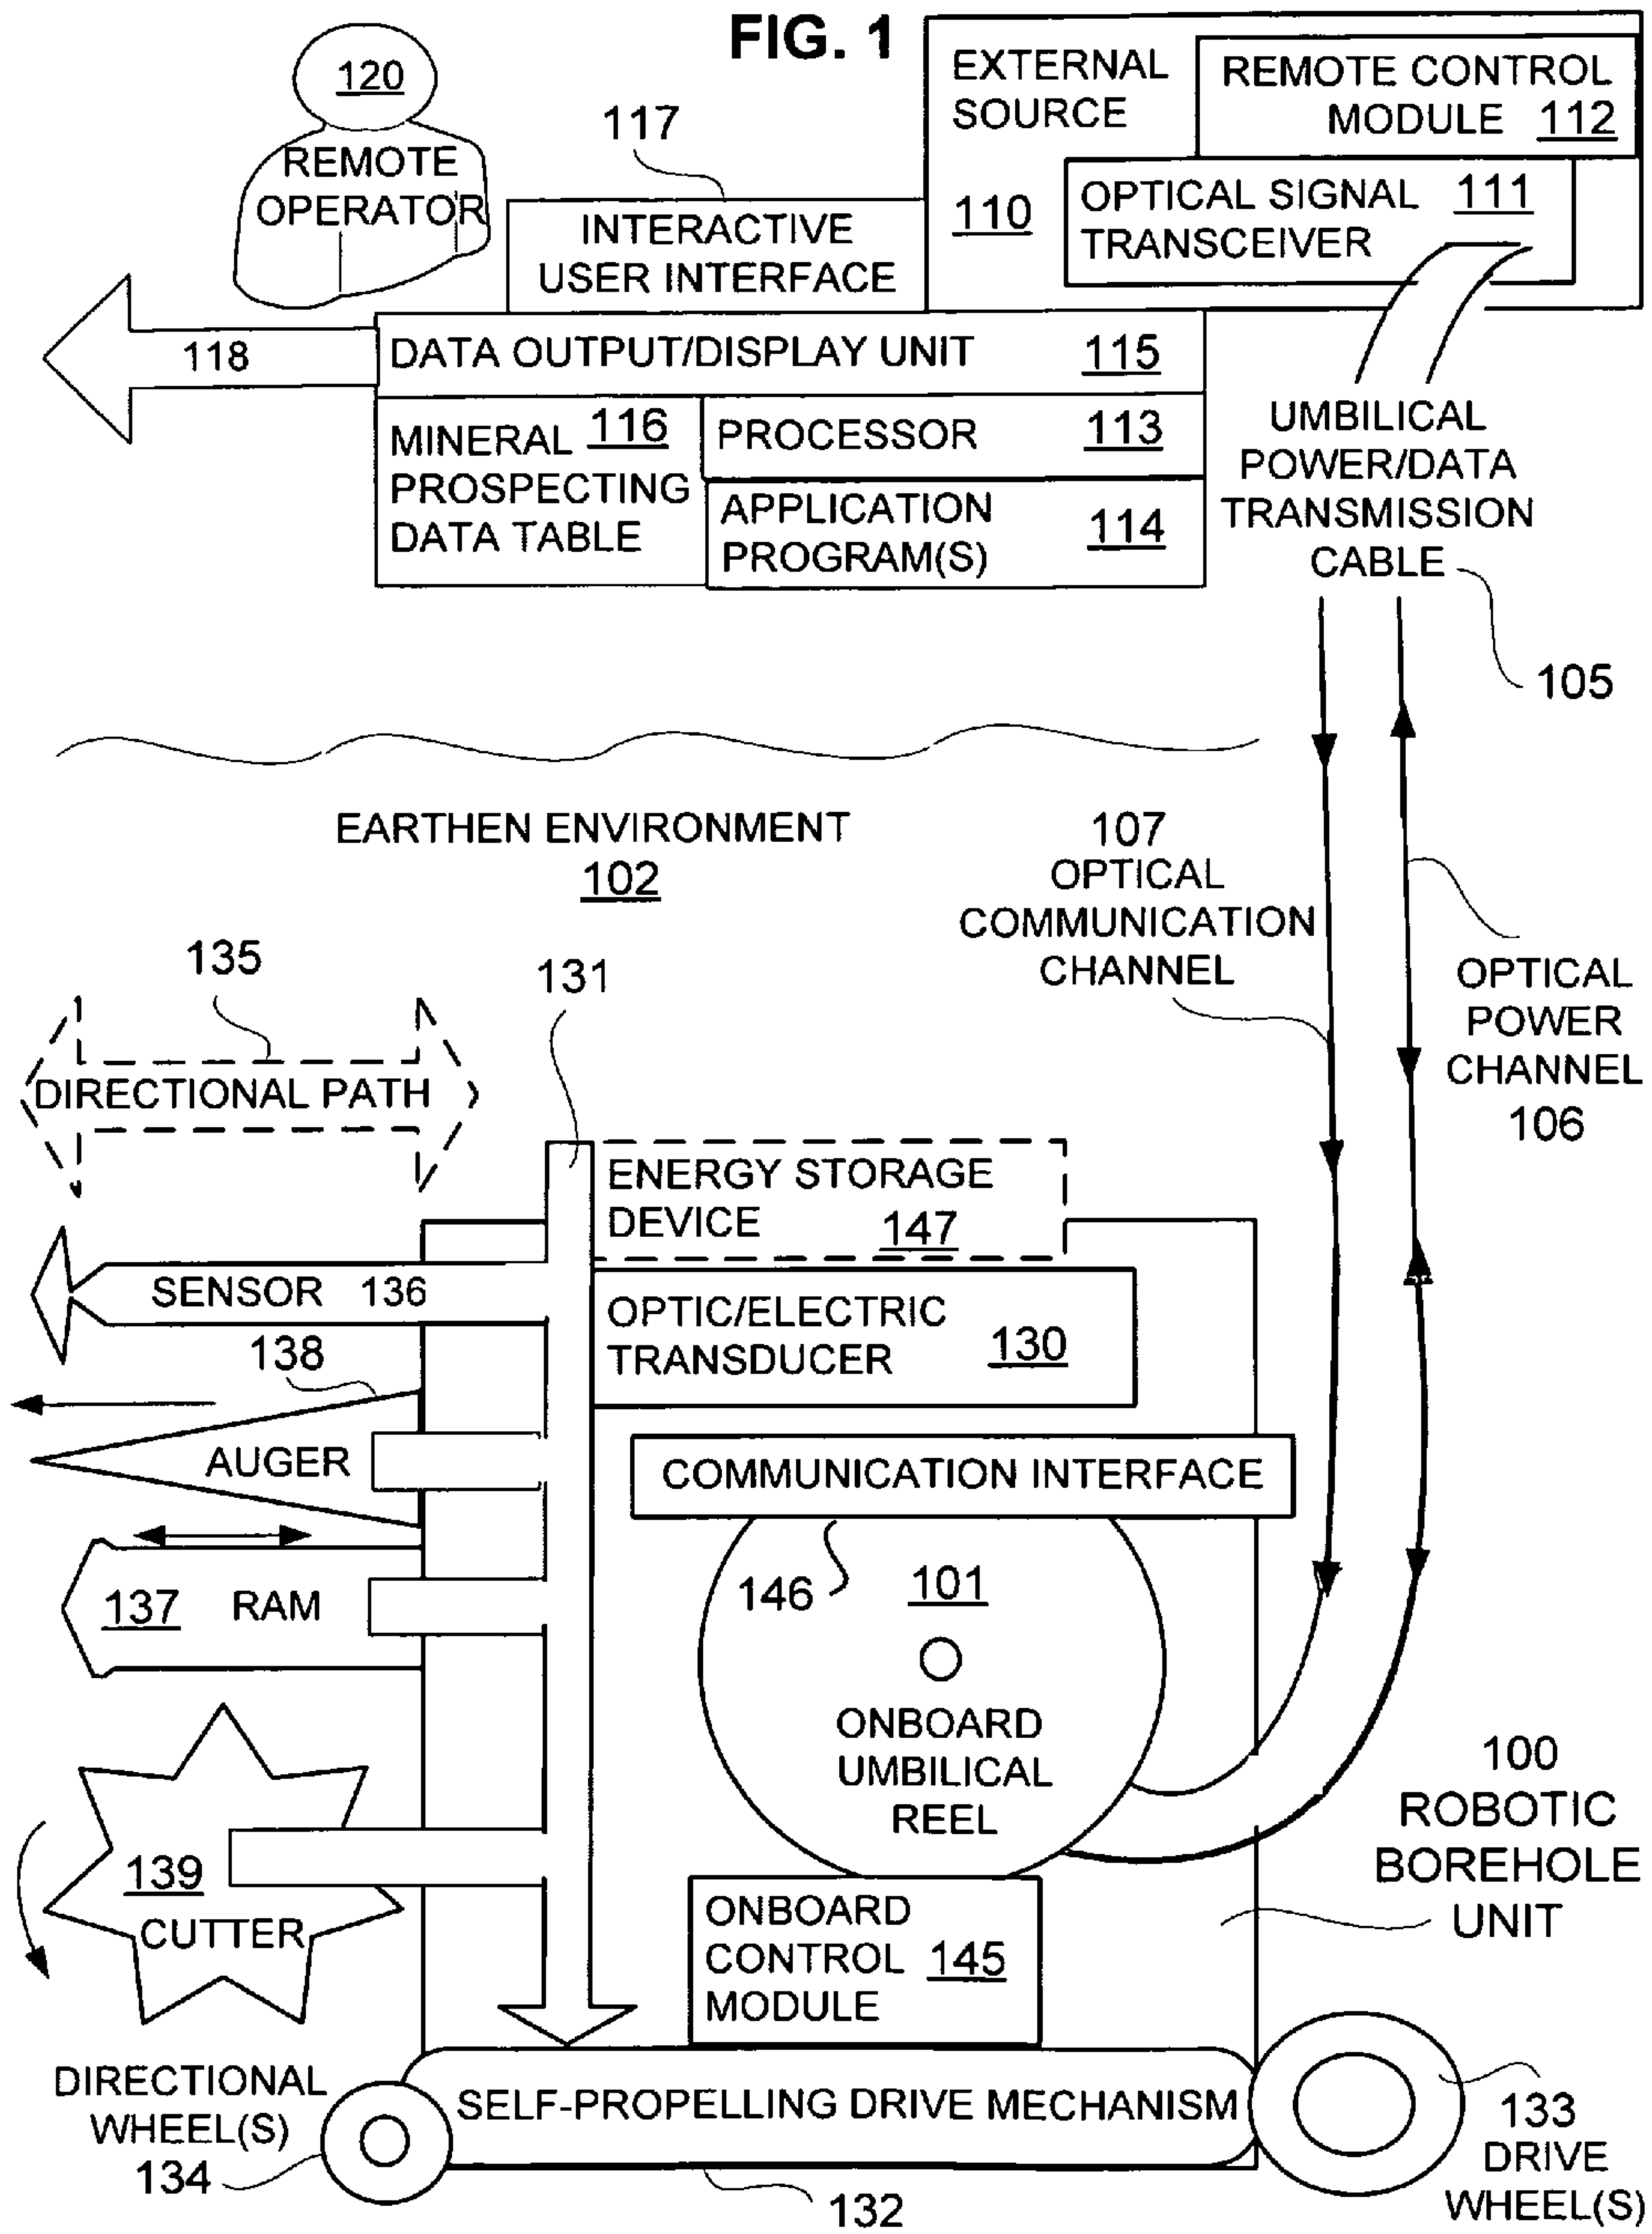 FIG. 1
120
REMOTE
OPERATOR
117
INTERACTIVE
USER INTERFACE
EXTERNAL
SOURCE
110
REMOTE CONTROL
MODULE 112
OPTICAL SIGNAL 111
TRANSCEIVER
118
DATA OUTPUT/DISPLAY UNIT 115
MINERAL 116
PROSPECTING
DATA TABLE
PROCESSOR 113
APPLICATION
PROGRAM(S) 114
UMBILICAL
POWER/DATA
TRANSMISSION
CABLE
105
EARTHEN ENVIRONMENT
102
107
OPTICAL
COMMUNICATION
CHANNEL
OPTICAL
POWER
CHANNEL
106
135
DIRECTIONAL PATH
131
ENERGY STORAGE
DEVICE 147
SENSOR 136
OPTIC/ELECTRIC
TRANSDUCER 130
138
AUGER
COMMUNICATION INTERFACE
146
137 RAM
101
ONBOARD
UMBILICAL
REEL
100
ROBOTIC
BOREHOLE
UNIT
139
CUTTER
ONBOARD
CONTROL 145
MODULE
DIRECTIONAL
WHEEL(S)
134
SELF-PROPELLING DRIVE MECHANISM
132
133
DRIVE
WHEEL(S)